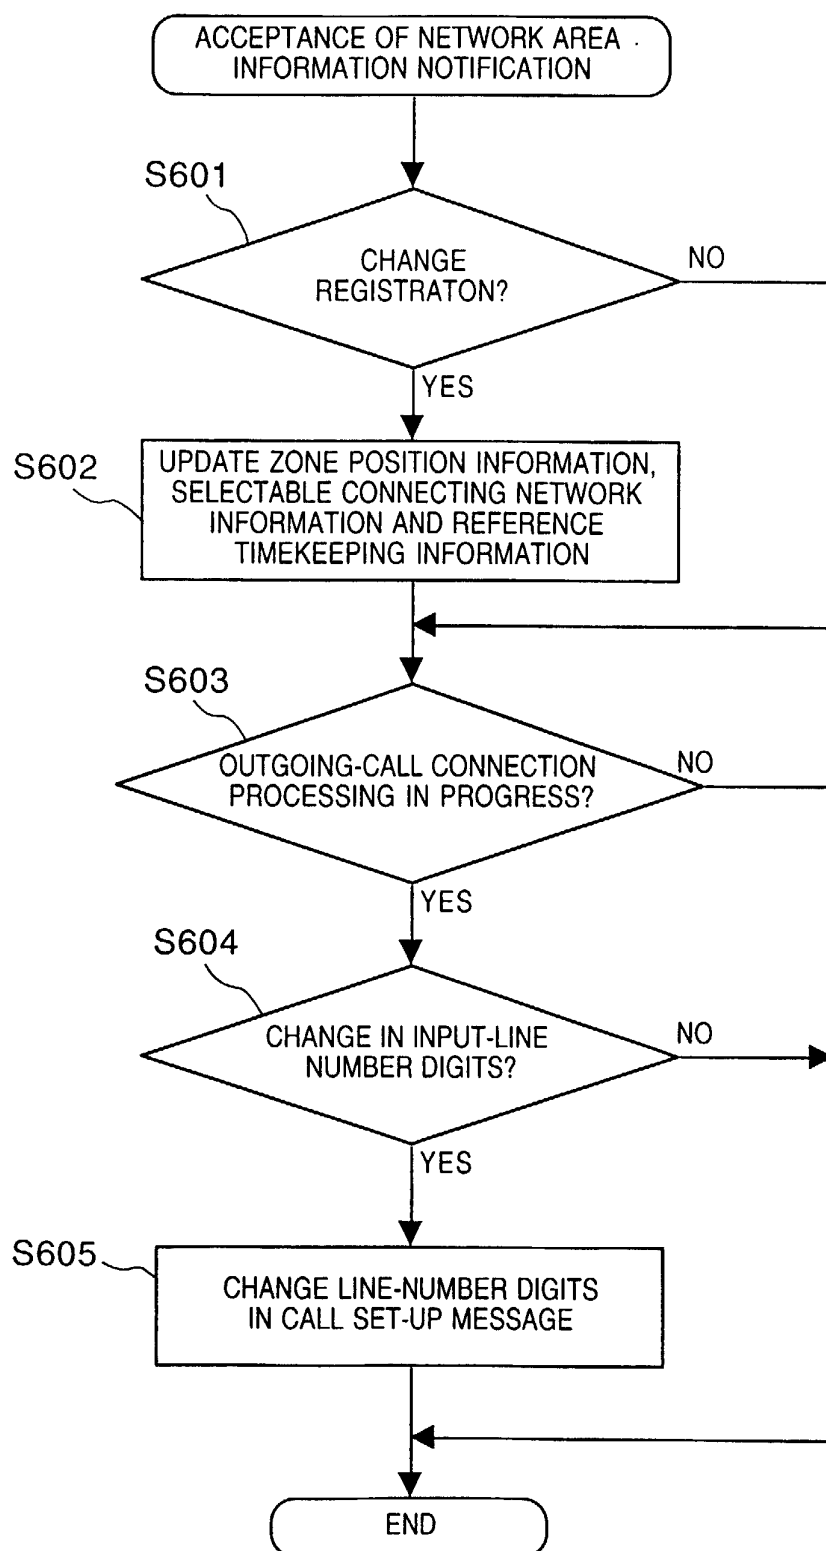 ACCEPTANCE OF NETWORK AREA
INFORMATION NOTIFICATION
S601
CHANGE
REGISTRATON?
NO
YES
S602
UPDATE ZONE POSITION INFORMATION,
SELECTABLE CONNECTING NETWORK
INFORMATION AND REFERENCE
TIMEKEEPING INFORMATION
S603
OUTGOING-CALL CONNECTION
PROCESSING IN PROGRESS?
NO
YES
S604
CHANGE IN INPUT-LINE
NUMBER DIGITS?
NO
YES
S605
CHANGE LINE-NUMBER DIGITS
IN CALL SET-UP MESSAGE
END